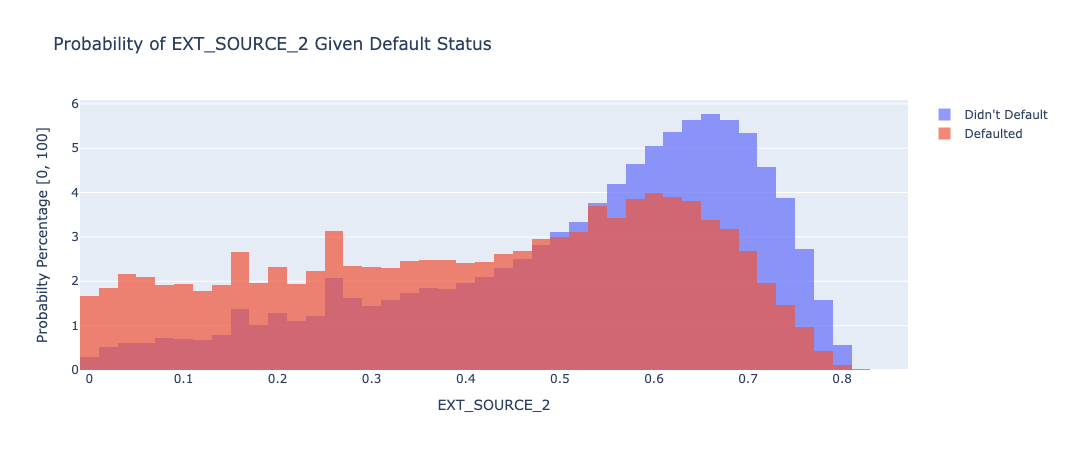 Probability of EXT_SOURCE_2 Given Default Status
Didn't Default
Defaulted
Probabilty Percentage [0, 100]
6
5
4
3
2
1
0
0 0.1 0.2 0.3 0.4 0.5 0.6 0.7 0.8
EXT_SOURCE_2